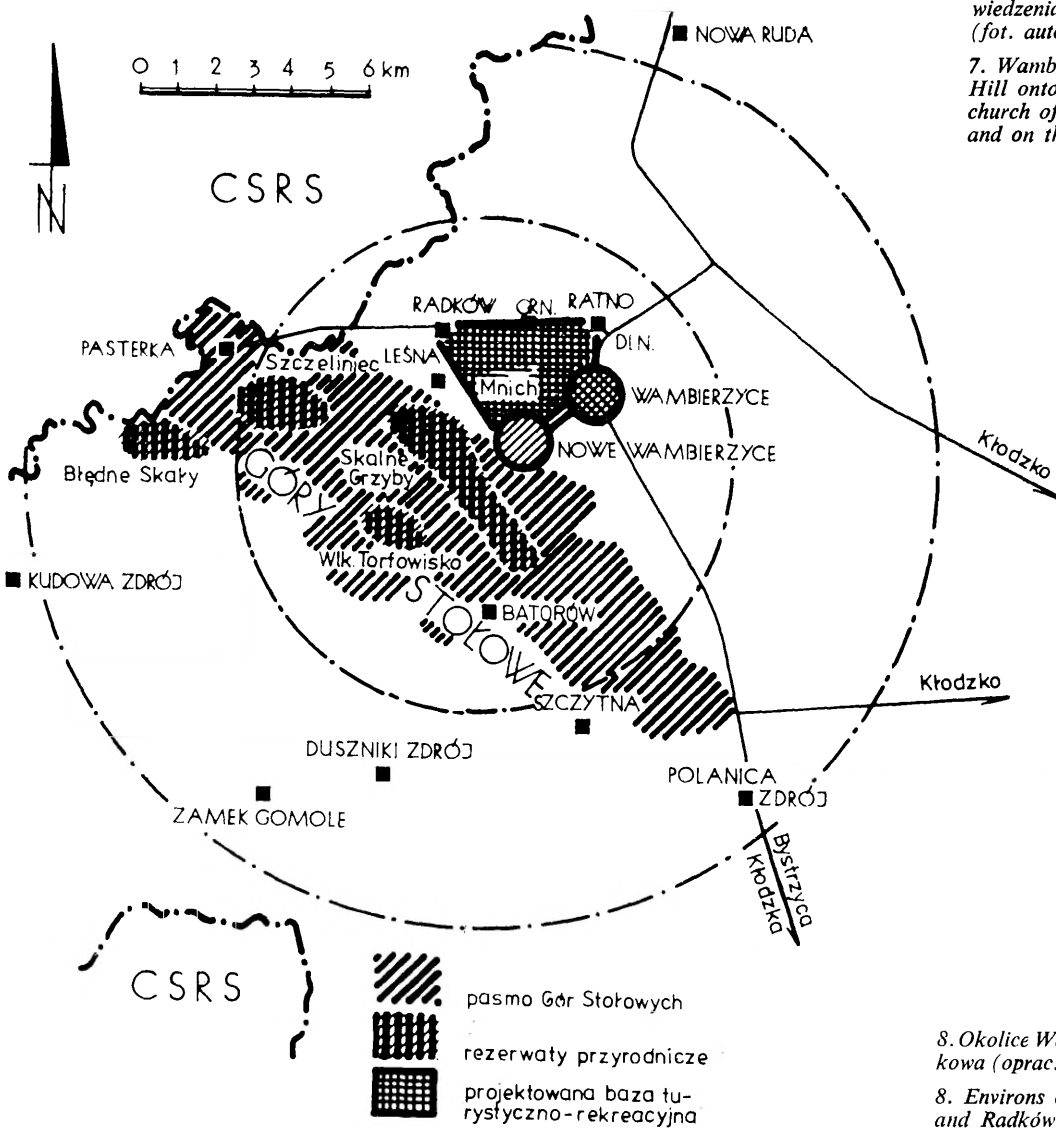 wiedzenia
(fot.
7. Wamb
Hill onto
church of
and on th
NOWA RUDA
0 1 2 3 4 5 6 km
N
CSRS
RADKÓW GRN. RATNO
DLN.
PASTERKA
Szczeliniec
LEŚNA
Mnich
WAMBIERZYCE
NOWE WAMBIERZYCE
Kłodzko
Błędne Skały
Skalne
Grzyby
GÓRY
STOŁOWE
Wlk. Torfowisko
KUDOWA ZDRÓJ
BATORÓW
Kłodzko
SZCZYTNA
DUSZNIKI ZDRÓJ
POLANICA
ZDRÓJ
ZAMEK GOMOLE
Bystrzyca
Kłodzka
CSRS
pasmo Gór Stołowych
rezerwaty przyrodnicze
projektowana baza tu-
rystyczno-rekreacyjna
8. Okolice W
kowa (oprac.
8. Environs
and Radków